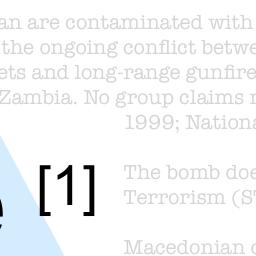 an are contaminated with
the ongoing conflict betwe
ets and long-range gunfire
Zambia. No group claims r
1999; Nationa
The bomb doe
[1]
Terrorism (S
Macedonian